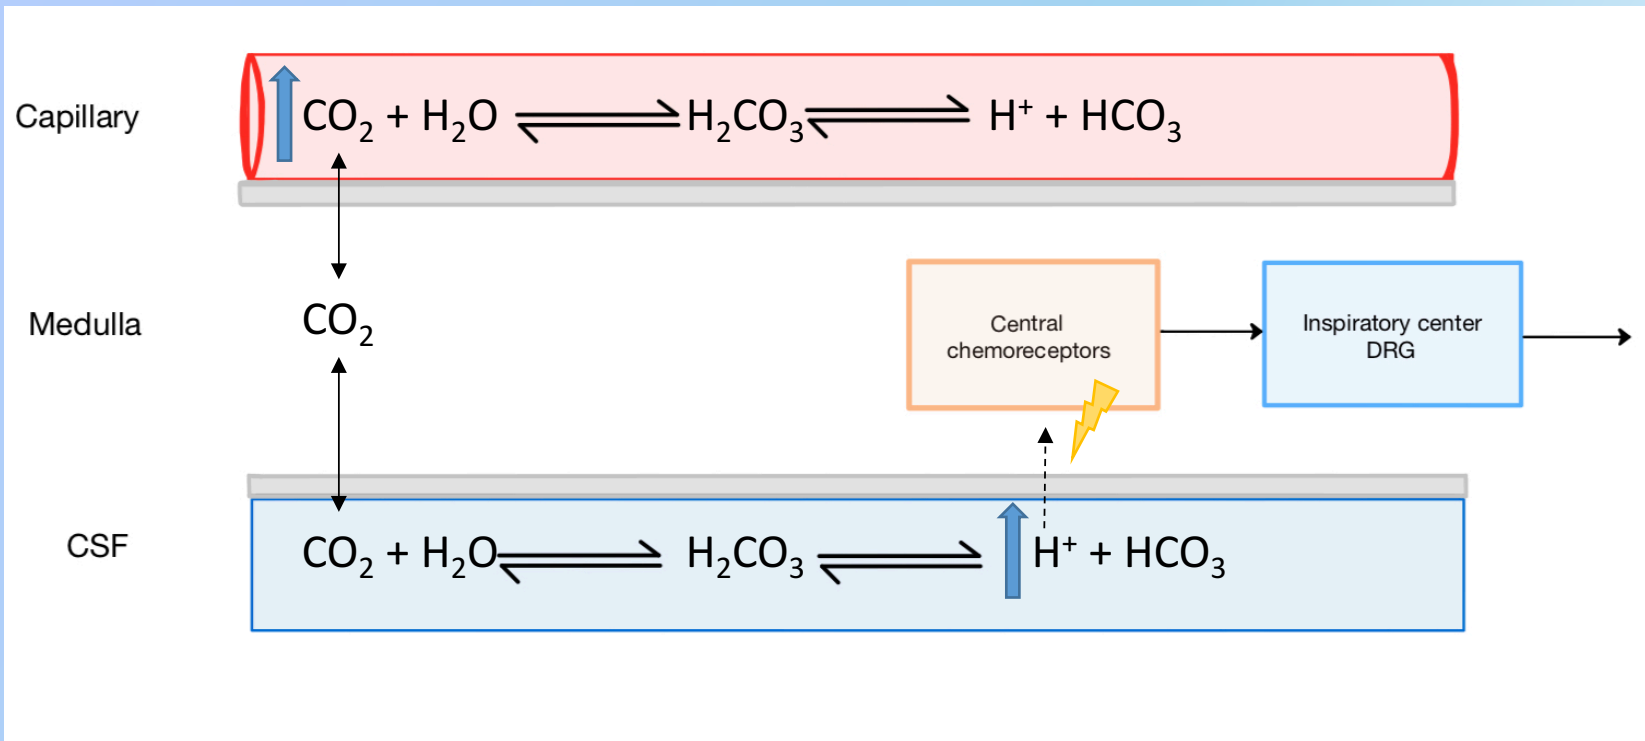 Capillary
CO₂ + H₂O ⇌ H₂CO₃ ⇌ H⁺ + HCO₃
Medulla
CO₂
Central
chemoreceptors
Inspiratory center
DRG
CSF
CO₂ + H₂O ⇌ H₂CO₃ ⇌ H⁺ + HCO₃